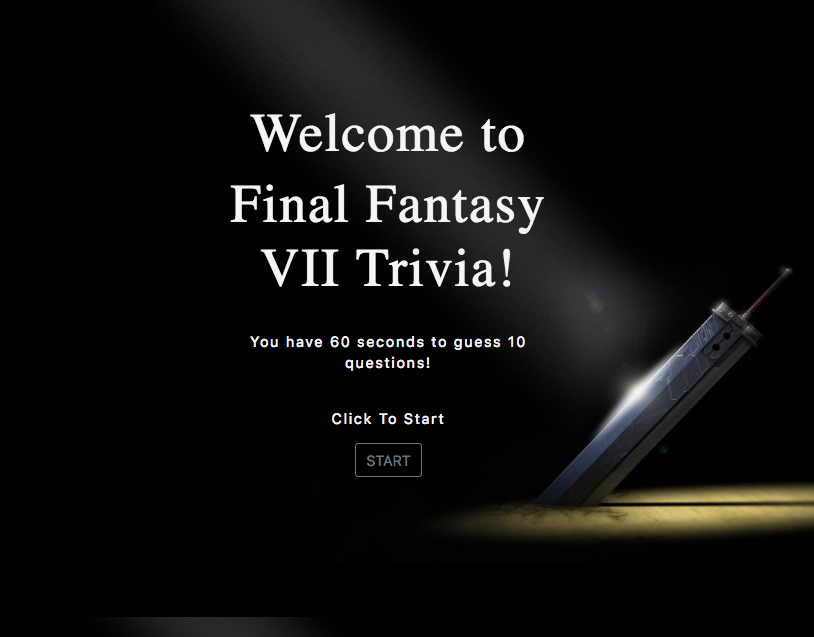 Welcome to
Final Fantasy
VII Trivia!
You have 60 seconds to guess 10
questions!
Click To Start
START